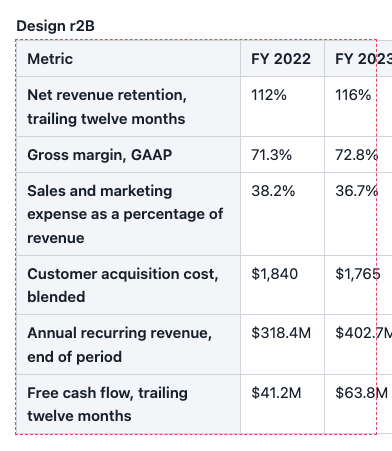 Design r2B
Metric FY 2022 FY 2023
Net revenue retention, 112% 116%
trailing twelve months
Gross margin, GAAP 71.3% 72.8%
Sales and marketing 38.2% 36.7%
expense as a percentage of
revenue
Customer acquisition cost, $1,840 $1,765
blended
Annual recurring revenue, $318.4M $402.7M
end of period
Free cash flow, trailing $41.2M $63.8M
twelve months